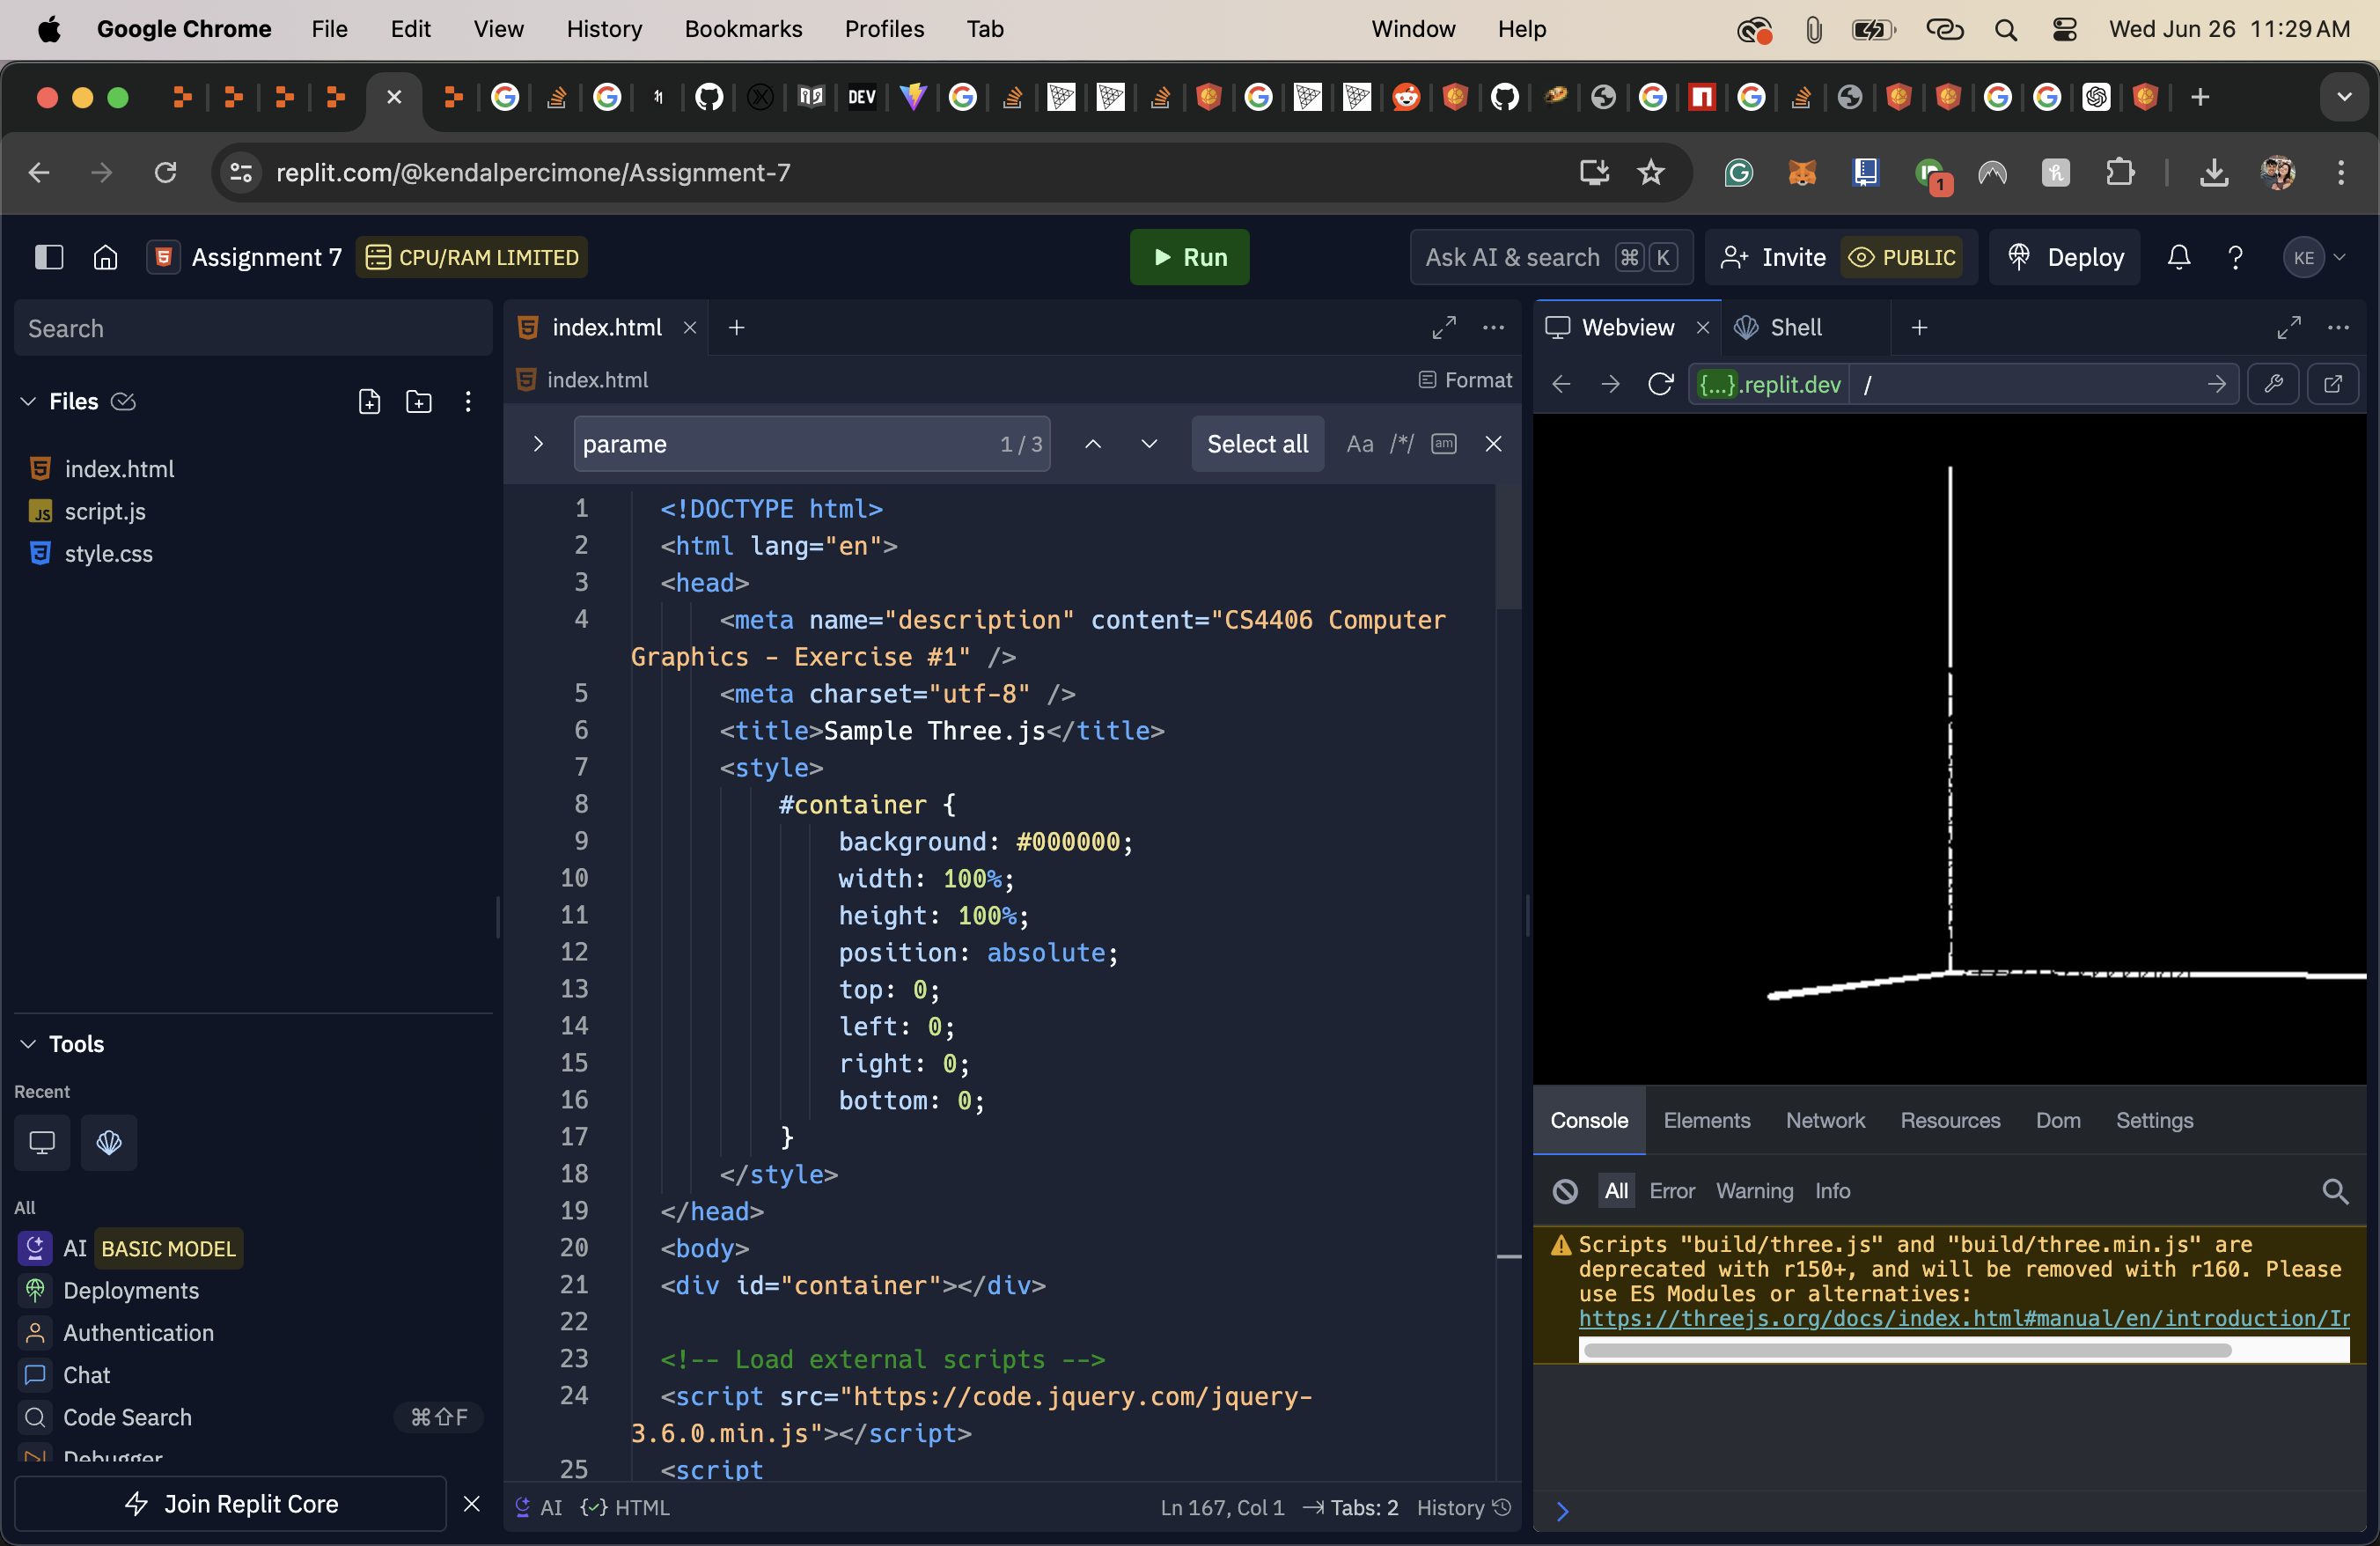 Google Chrome File Edit View History Bookmarks Profiles Tab Window Help Wed Jun 26 11:29 AM
DEV
replit.com/@kendalpercimone/Assignment-7
1
Assignment 7 CPU/RAM LIMITED Run Ask AI & search ⌘ K Invite PUBLIC Deploy ? KE
Search
Files
index.html
script.js
style.css
Tools
Recent
All
AI BASIC MODEL
Deployments
Authentication
Chat
Code Search ⌘⇧F
Debugger
Join Replit Core
index.html
index.html Format
parame 1 / 3 Select all Aa /*/ am
1 <!DOCTYPE html>
2 <html lang="en">
3 <head>
4 <meta name="description" content="CS4406 Computer
Graphics - Exercise #1" />
5 <meta charset="utf-8" />
6 <title>Sample Three.js</title>
7 <style>
8 #container {
9 background: #000000;
10 width: 100%;
11 height: 100%;
12 position: absolute;
13 top: 0;
14 left: 0;
15 right: 0;
16 bottom: 0;
17 }
18 </style>
19 </head>
20 <body>
21 <div id="container"></div>
22
23 <!-- Load external scripts -->
24 <script src="https://code.jquery.com/jquery-
3.6.0.min.js"></script>
25 <script
AI HTML Ln 167, Col 1 Tabs: 2 History
Webview Shell
{...}.replit.dev /
Console Elements Network Resources Dom Settings
All Error Warning Info
Scripts "build/three.js" and "build/three.min.js" are
deprecated with r150+, and will be removed with r160. Please
use ES Modules or alternatives:
https://threejs.org/docs/index.html#manual/en/introduction/In